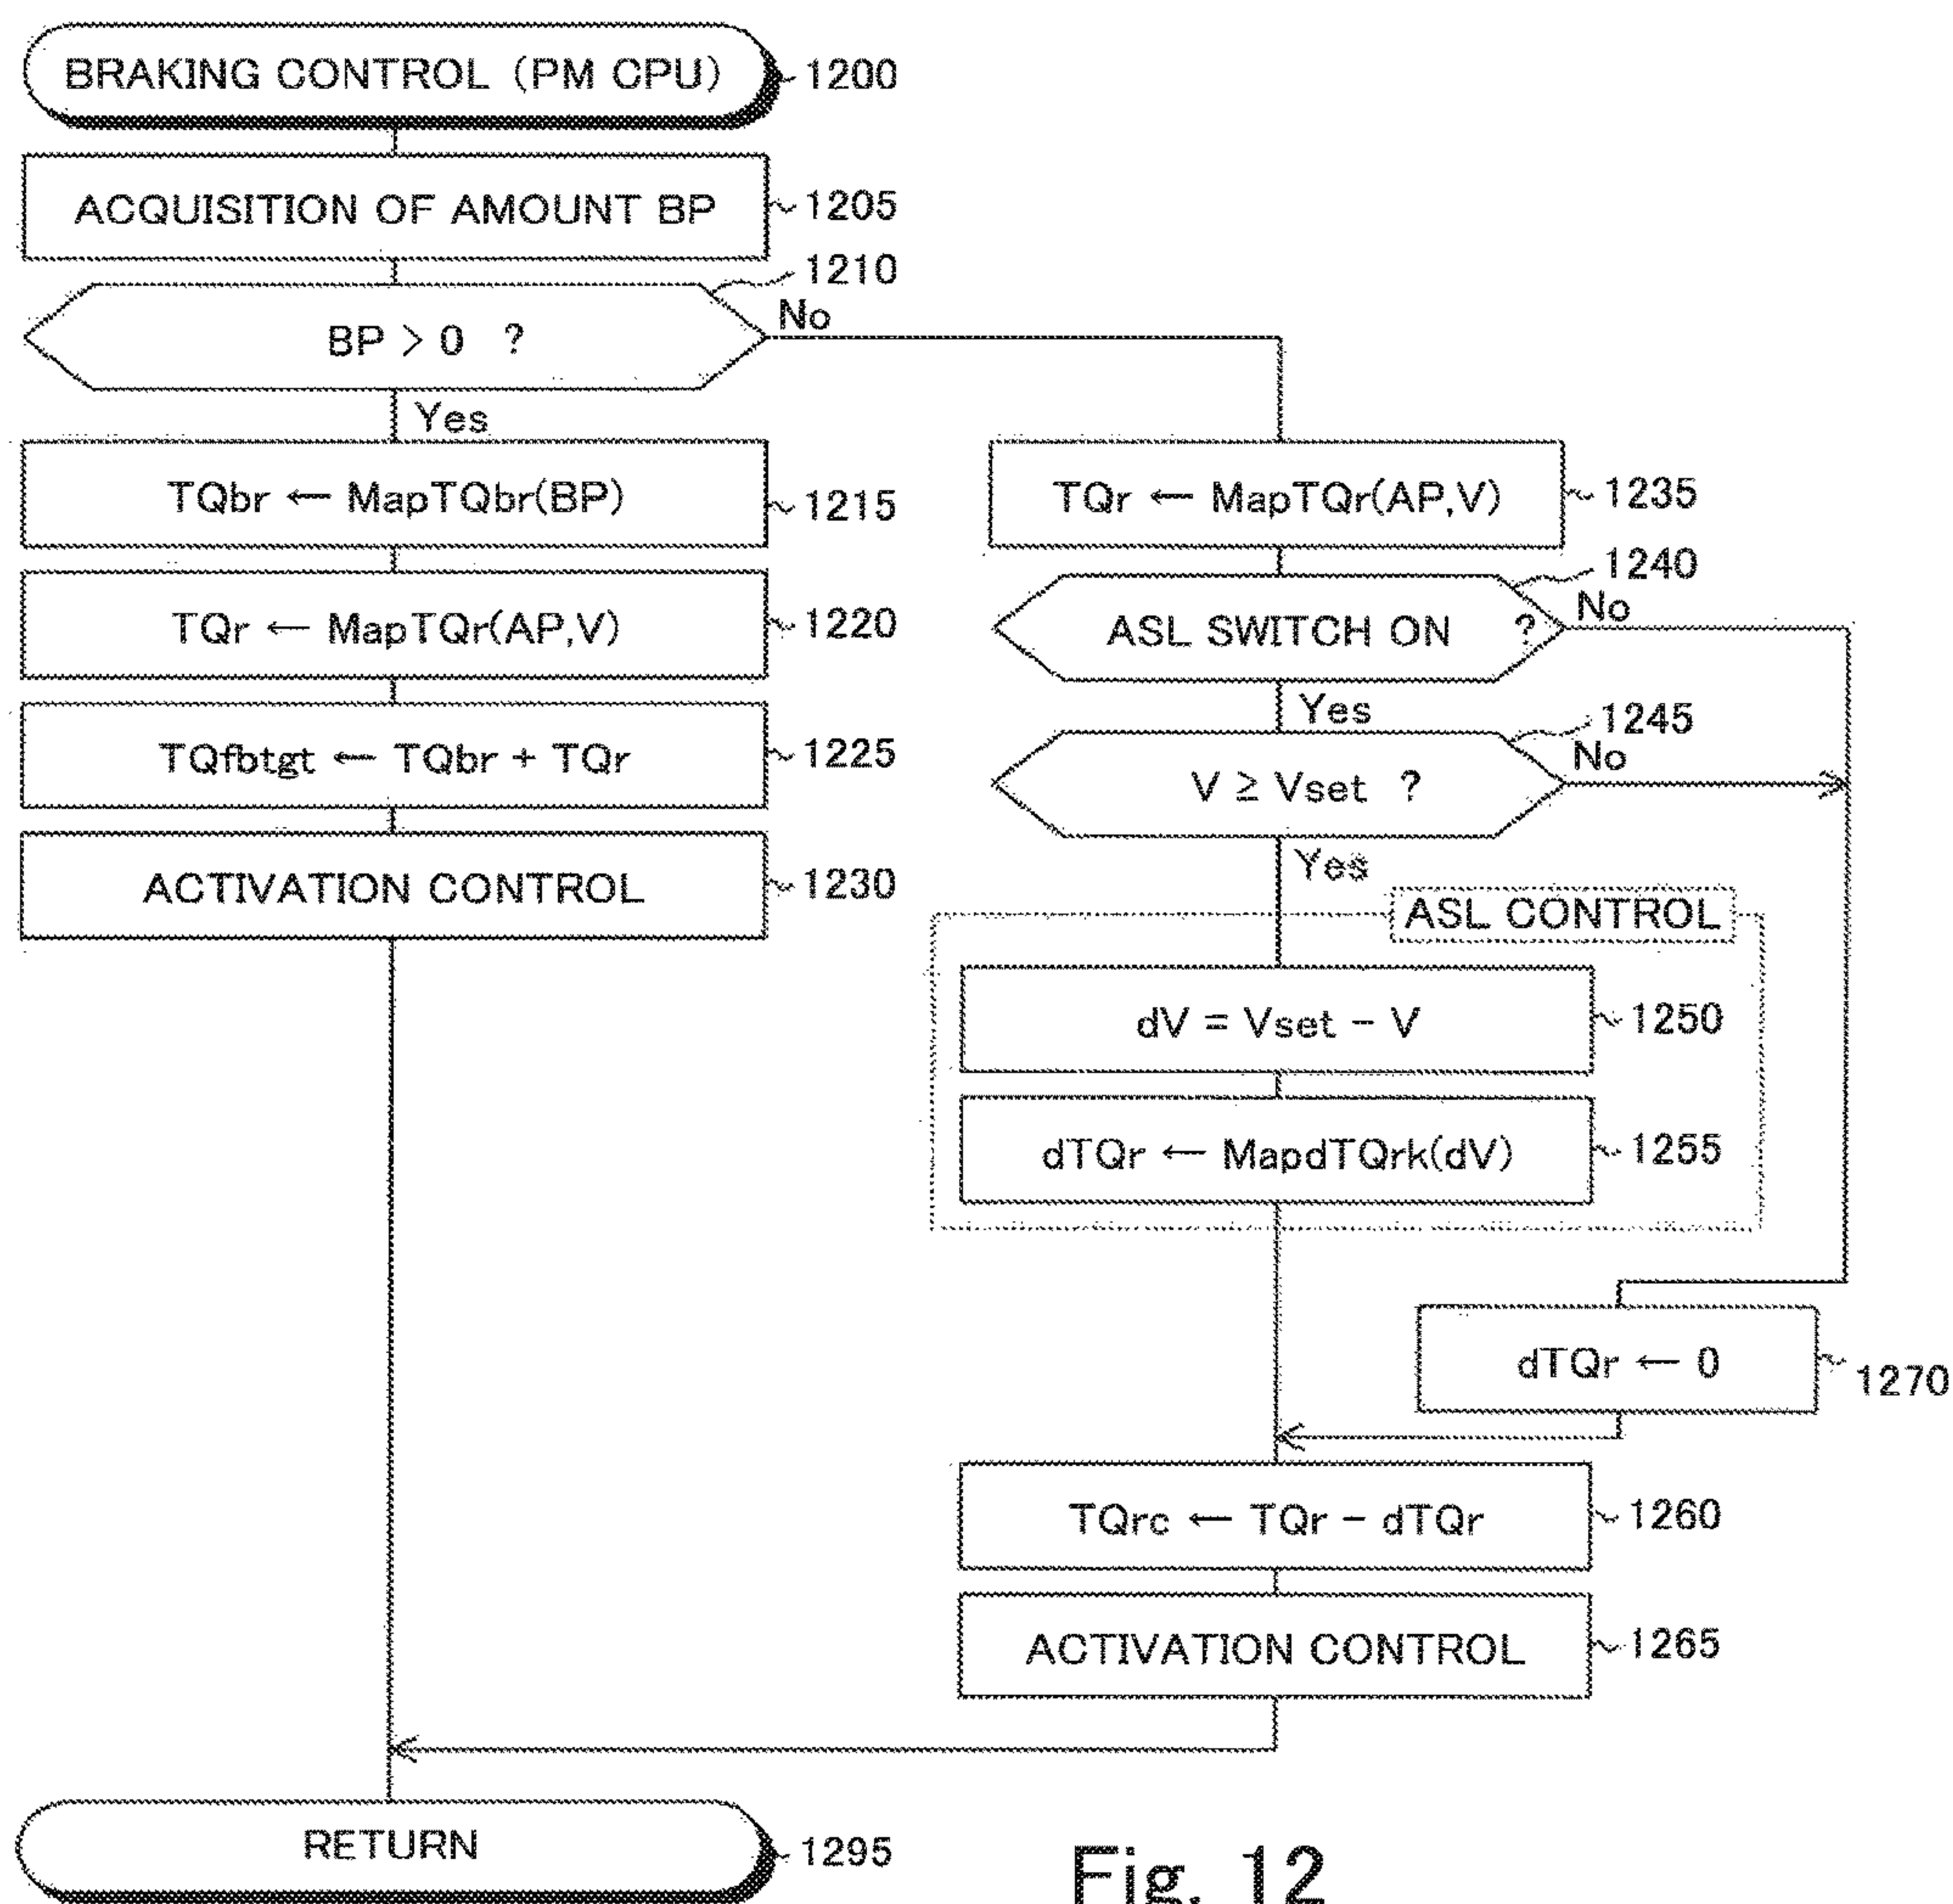 BRAKING CONTROL (PM CPU)
1200
ACQUISITION OF AMOUNT BP
1205
BP > 0 ?
1210
No
Yes
TQbr ← MapTQbr(BP)
1215
TQr ← MapTQr(AP,V)
1220
TQfbtgt ← TQbr + TQr
1225
ACTIVATION CONTROL
1230
TQr ← MapTQr(AP,V)
1235
ASL SWITCH ON ?
1240
No
Yes
V ≥ Vset ?
1245
No
Yes
ASL CONTROL
dV = Vset - V
1250
dTQr ← MapdTQrk(dV)
1255
dTQr ← 0
1270
TQrc ← TQr - dTQr
1260
ACTIVATION CONTROL
1265
RETURN
1295
Fig. 12